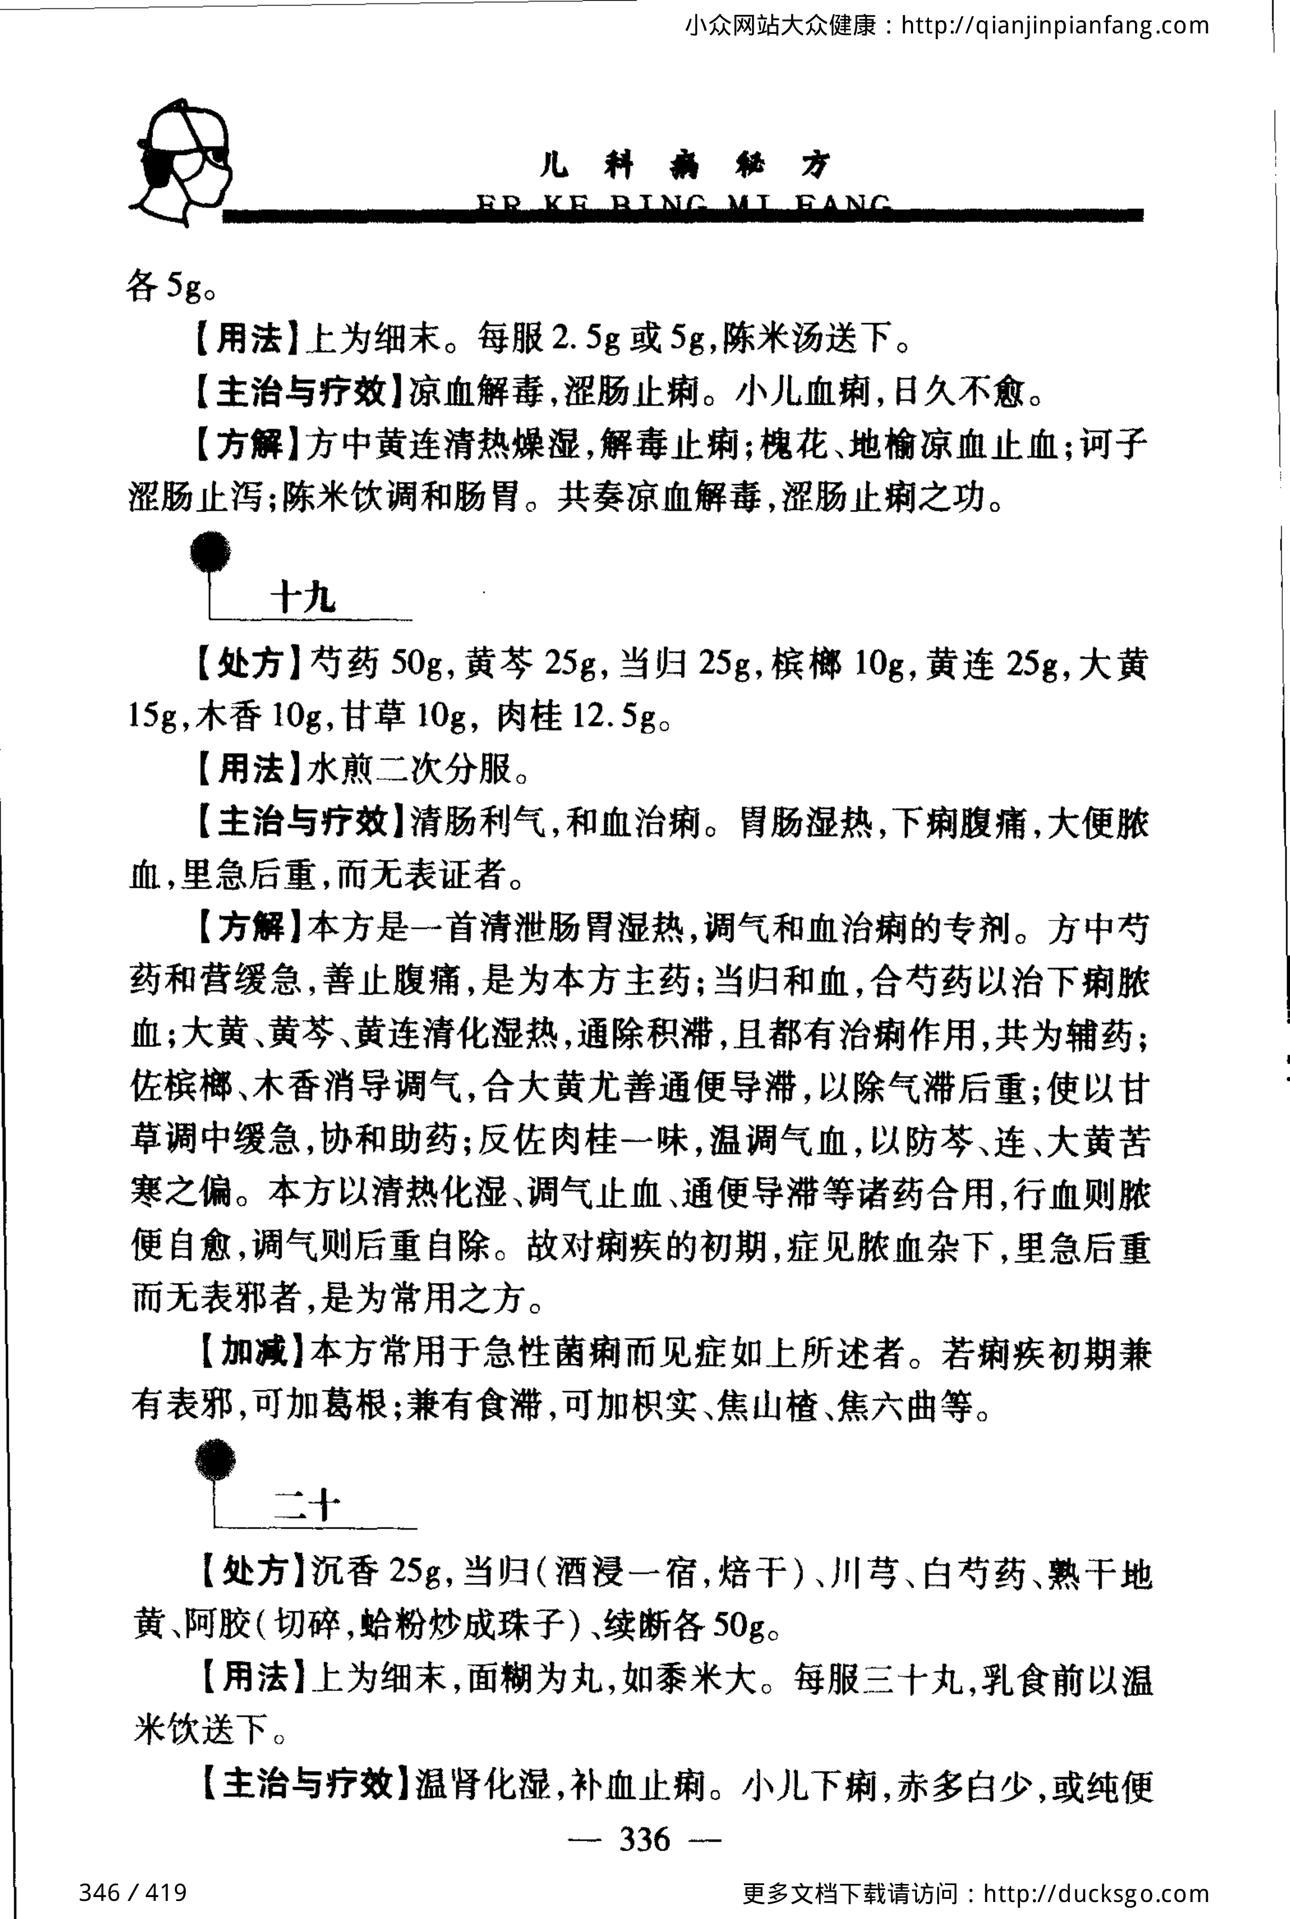 小众网站大众健康：http://qianjinpianfang.com
儿科病秘方
ER KE BING MI FANG
各5g。
【用法】上为细末。每服2.5g或5g,陈米汤送下。
【主治与疗效】凉血解毒,涩肠止痢。小儿血痢,日久不愈。
【方解】方中黄连清热燥湿,解毒止痢;槐花、地榆凉血止血;诃子
涩肠止泻;陈米饮调和肠胃。共奏凉血解毒,涩肠止痢之功。
十九
【处方】芍药50g,黄芩25g,当归25g,槟榔10g,黄连25g,大黄
15g,木香10g,甘草10g,肉桂12.5g。
【用法】水煎二次分服。
【主治与疗效】清肠利气,和血治痢。胃肠湿热,下痢腹痛,大便脓
血,里急后重,而无表证者。
【方解】本方是一首清泄肠胃湿热,调气和血治痢的专剂。方中芍
药和营缓急,善止腹痛,是为本方主药;当归和血,合芍药以治下痢脓
血;大黄、黄芩、黄连清化湿热,通除积滞,且都有治痢作用,共为辅药;
佐槟榔、木香消导调气,合大黄尤善通便导滞,以除气滞后重;使以甘
草调中缓急,协和助药;反佐肉桂一味,温调气血,以防芩、连、大黄苦
寒之偏。本方以清热化湿、调气止血、通便导滞等诸药合用,行血则脓
便自愈,调气则后重自除。故对痢疾的初期,症见脓血杂下,里急后重
而无表邪者,是为常用之方。
【加减】本方常用于急性菌痢而见症如上所述者。若痢疾初期兼
有表邪,可加葛根;兼有食滞,可加枳实、焦山楂、焦六曲等。
二十
【处方】沉香25g,当归(酒浸一宿,焙干)、川芎、白芍药、熟干地
黄、阿胶(切碎,蛤粉炒成珠子)、续断各50g。
【用法】上为细末,面糊为丸,如黍米大。每服三十丸,乳食前以温
米饮送下。
【主治与疗效】温肾化湿,补血止痢。小儿下痢,赤多白少,或纯便
— 336 —
346 / 419
更多文档下载请访问：http://ducksgo.com